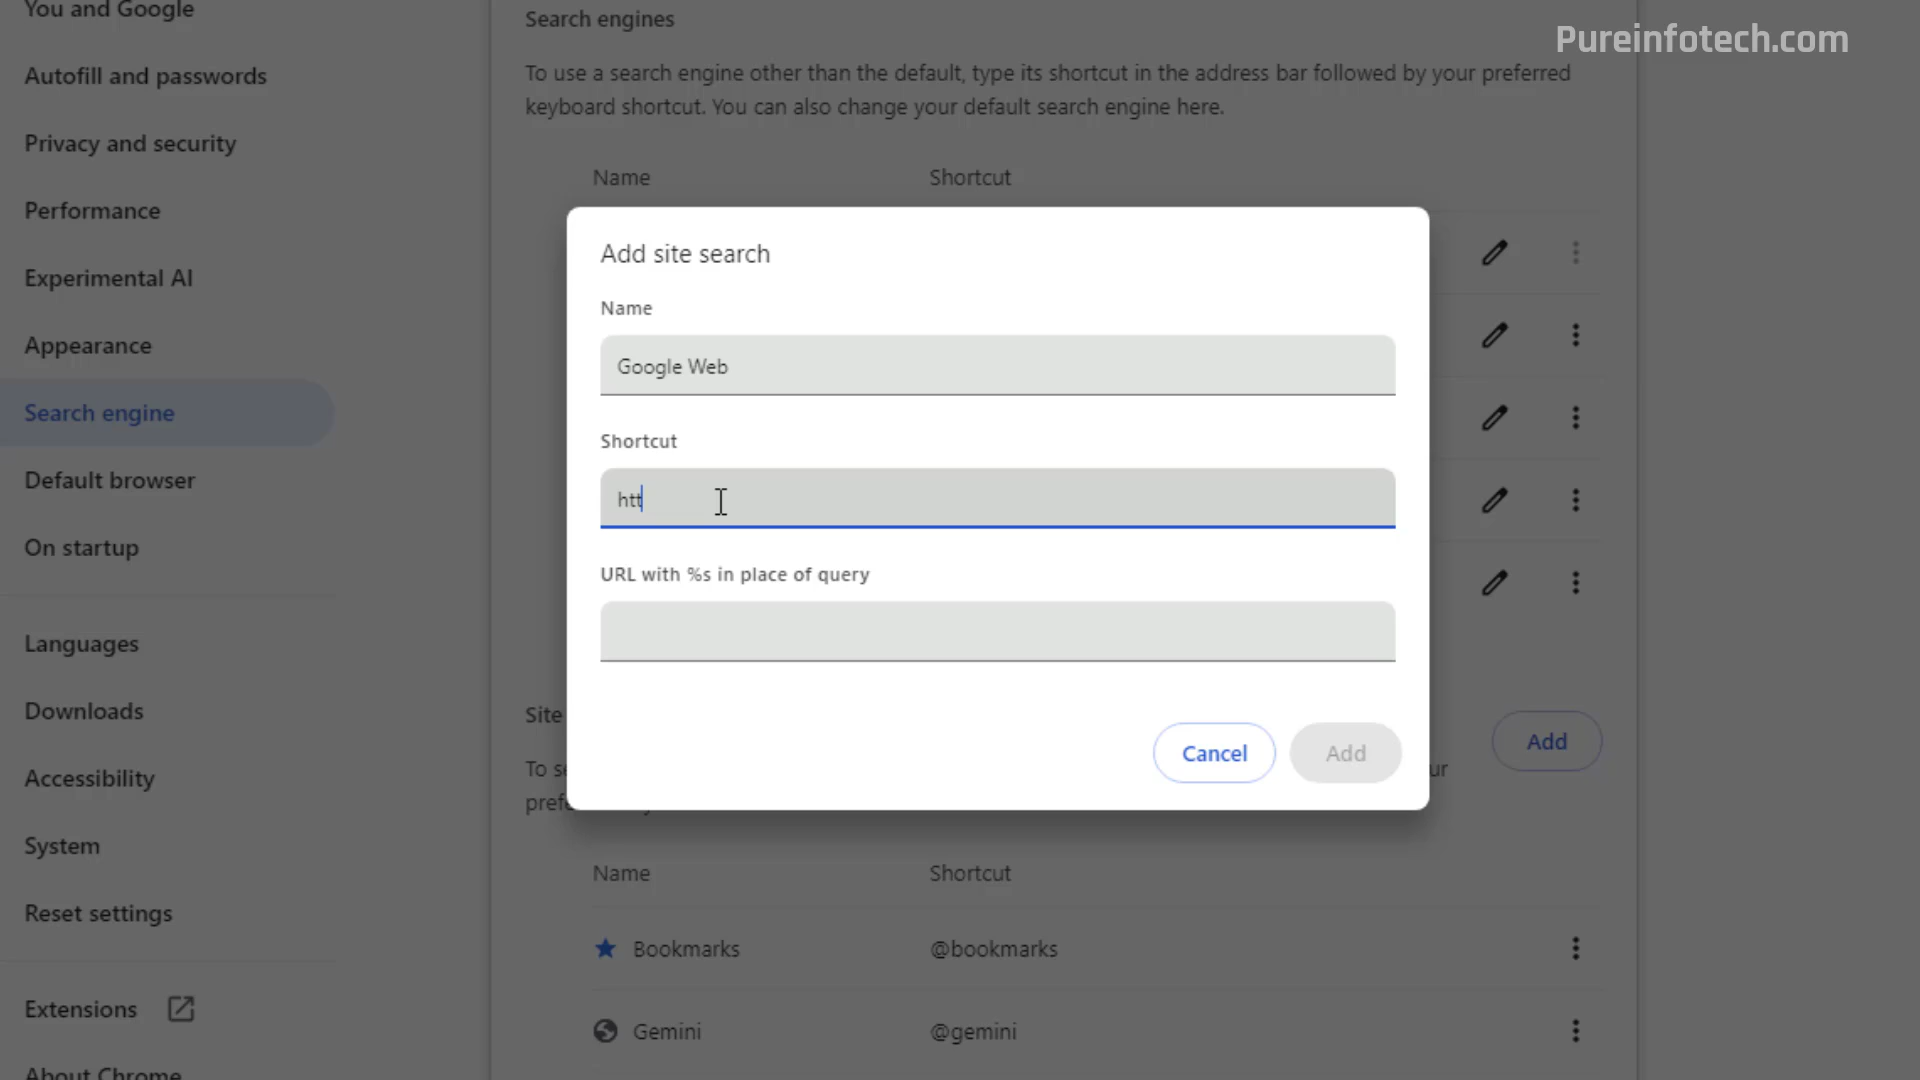 You and Google
Autofill and passwords
Privacy and security
Performance
Experimental AI
Appearance
Search engine
Default browser
On startup
Languages
Downloads
Accessibility
System
Reset settings
Extensions
About Chrome
Pureinfotech.com
Search engines
To use a search engine other than the default, type its shortcut in the address bar followed by your preferred
keyboard shortcut. You can also change your default search engine here.
Name Shortcut
Add site search
Name
Google Web
Shortcut
htt
URL with %s in place of query
Cancel Add
Site
Add
To
Name Shortcut
Bookmarks @bookmarks
Gemini @gemini